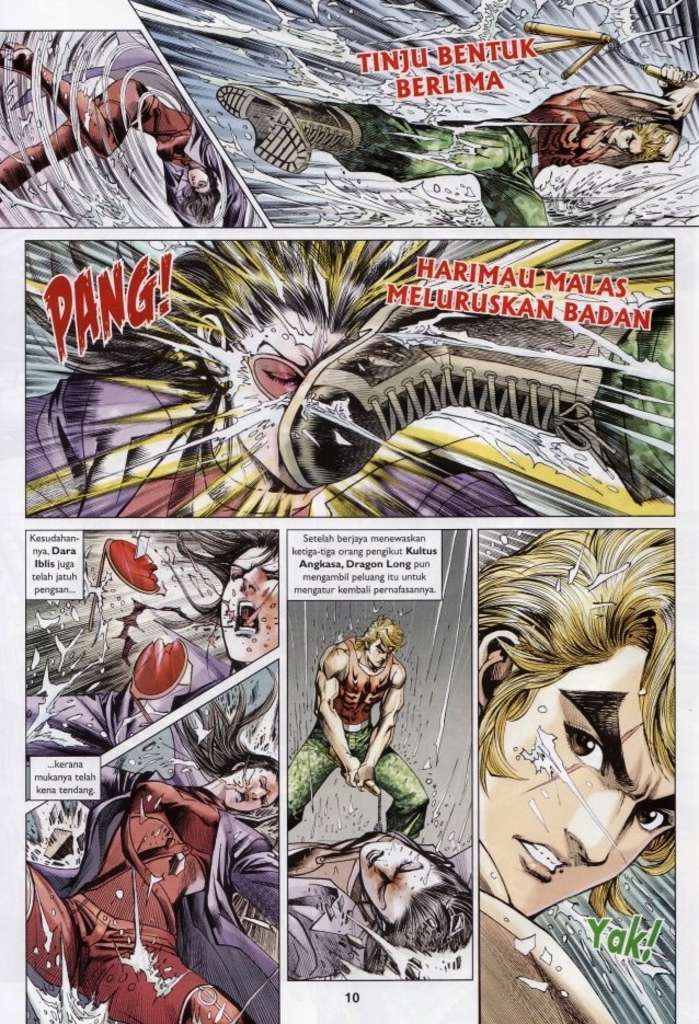 TINJU BENTUK
BERLIMA
PANG!
HARIMAU MALAS
MELURUSKAN BADAN
Kesudahan-
nya, Dara
Iblis juga
telah jatuh
pengsan...
...kerana
mukanya telah
kena tendang.
Setelah berjaya menewaskan
ketiga-tiga orang pengikut Kultus
Angkasa, Dragon Long pun
mengambil peluang itu untuk
mengatur kembali pernafasannya.
Yak!
10